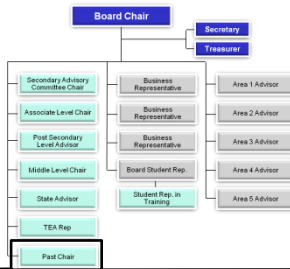 Board Chair
Secretary
Treasurer
Secondary Advisory
Committee Chair
Associate Level Chair
Post Secondary
Level Advisor
Middle Level Chair
State Advisor
TEA Rep
Past Chair
Business
Representative
Business
Representative
Business
Representative
Board Student Rep.
Student Rep. in
Training
Area 1 Advisor
Area 2 Advisor
Area 3 Advisor
Area 4 Advisor
Area 5 Advisor